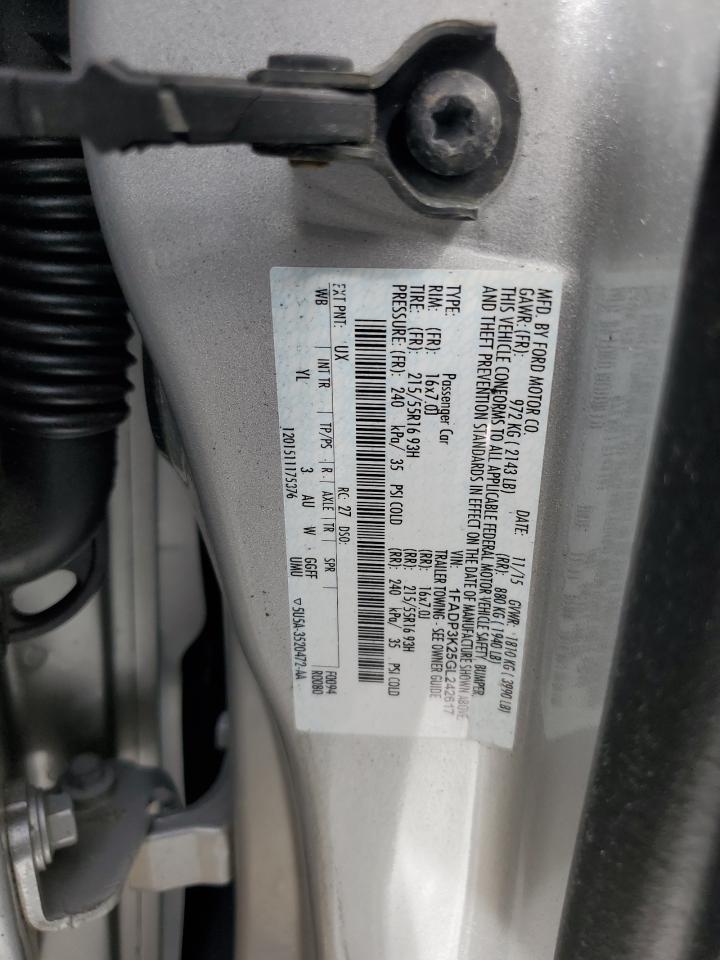 MFD. BY FORD MOTOR CO.
DATE: 11/15 GVWR: 1810 KG ( 3990 LB)
GAWR: (FR): 972 KG ( 2143 LB) (RR): 880 KG ( 1940 LB)
THIS VEHICLE CONFORMS TO ALL APPLICABLE FEDERAL MOTOR VEHICLE SAFETY, BUMPER,
AND THEFT PREVENTION STANDARDS IN EFFECT ON THE DATE OF MANUFACTURE SHOWN ABOVE.
VIN: 1FADP3K25GL242617
TYPE: Passenger Car TRAILER TOWING - SEE OWNER GUIDE
RIM: (FR): 16x7.0J (RR): 16x7.0J
TIRE: (FR): 215/55R16 93H (RR): 215/55R16 93H
PRESSURE: (FR): 240 kPa/ 35 PSI COLD (RR): 240 kPa/ 35 PSI COLD
EXT PNT: UX RC: 27 DSO: F0094
WB INT TR TP/PS R. AXLE TR SPR R0080
YL 3 AU W GGFF UMU
1201511175376 ▽5U5A-3520472-AA